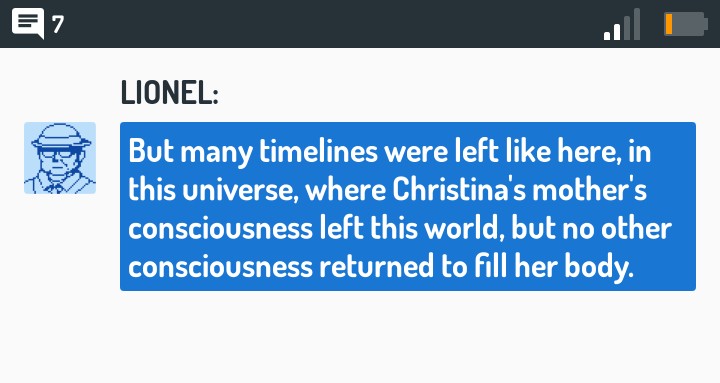 7
LIONEL:
But many timelines were left like here, in
this universe, where Christina's mother's
consciousness left this world, but no other
consciousness returned to fill her body.